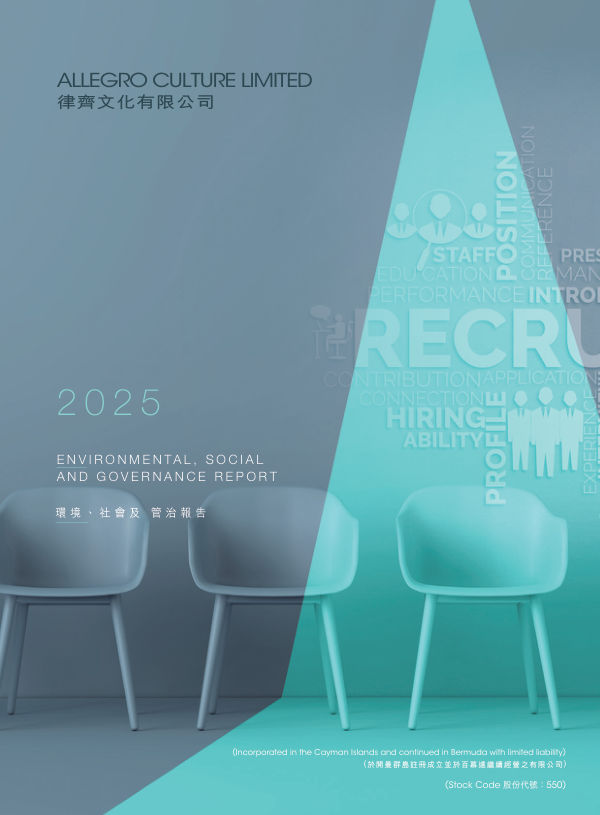 ALLEGRO CULTURE LIMITED
律齊文化有限公司
POSITION
COMMUNICATION
REFERENCE
STAFF
PRES
EDUCATION
MAN
PERFORMANCE
INTRO
RECRU
CONTRIBUTION
APPLICATION
CONNECTION
HIRING
ABILITY
PROFILE
EXPERIENCE
2025
ENVIRONMENTAL, SOCIAL
AND GOVERNANCE REPORT
環境、社會及 管治報告
(Incorporated in the Cayman Islands and continued in Bermuda with limited liability)
(於開曼群島註冊成立並於百慕達繼續經營之有限公司)
(Stock Code 股份代號：550)